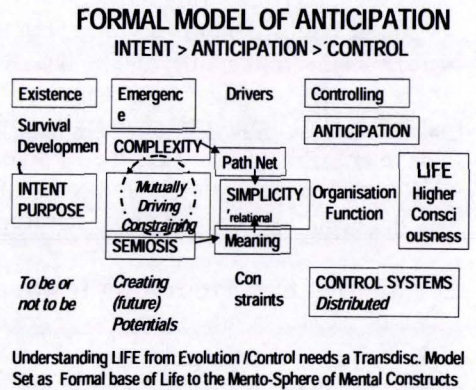 FORMAL MODEL OF ANTICIPATION
INTENT > ANTICIPATION > CONTROL
Existence
Emergenc
e
Drivers
Controlling
Survival
Developmen
COMPLEXITY
Path Net
ANTICIPATION
INTENT
PURPOSE
Mutually
Driving
Constraining
SIMPLICITY
relational
Organisation
Function
LIFE
Higher
Consci
ousness
SEMIOSIS
Meaning
To be or
not to be
Creating
(future)
Potentials
Con
straints
CONTROL SYSTEMS
Distributed
Understanding LIFE from Evolution /Control needs a Transdisc. Model
Set as Formal base of Life to the Mento-Sphere of Mental Constructs